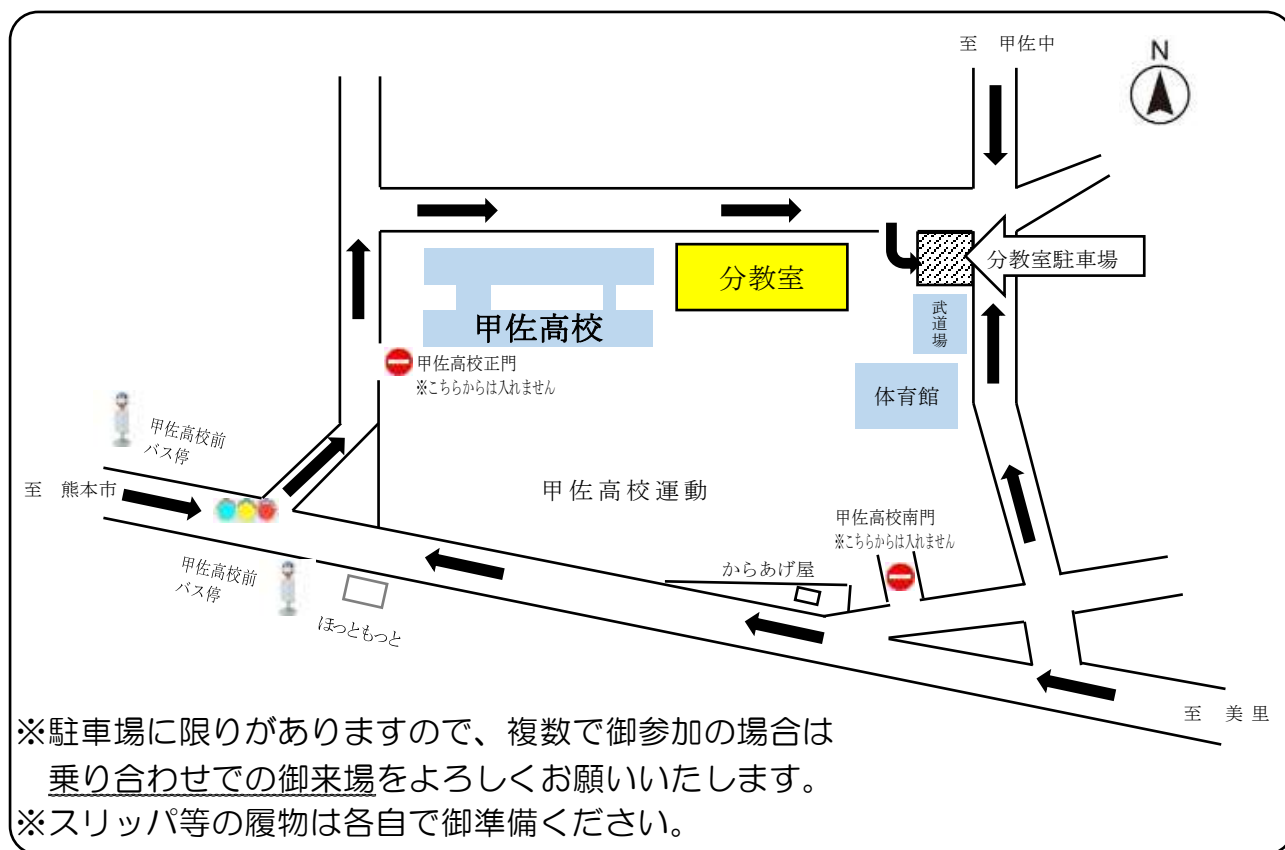 至 甲佐中
N
分教室駐車場
分教室
甲佐高校
武道場
体育館
甲佐高校正門
※こちらからは入れません
甲佐高校前
バス停
至 熊本市
甲佐高校運動
甲佐高校南門
※こちらからは入れません
からあげ屋
甲佐高校前
バス停
ほっともっと
至 美里
※駐車場に限りがありますので、複数で御参加の場合は
乗り合わせでの御来場をよろしくお願いいたします。
※スリッパ等の履物は各自で御準備ください。